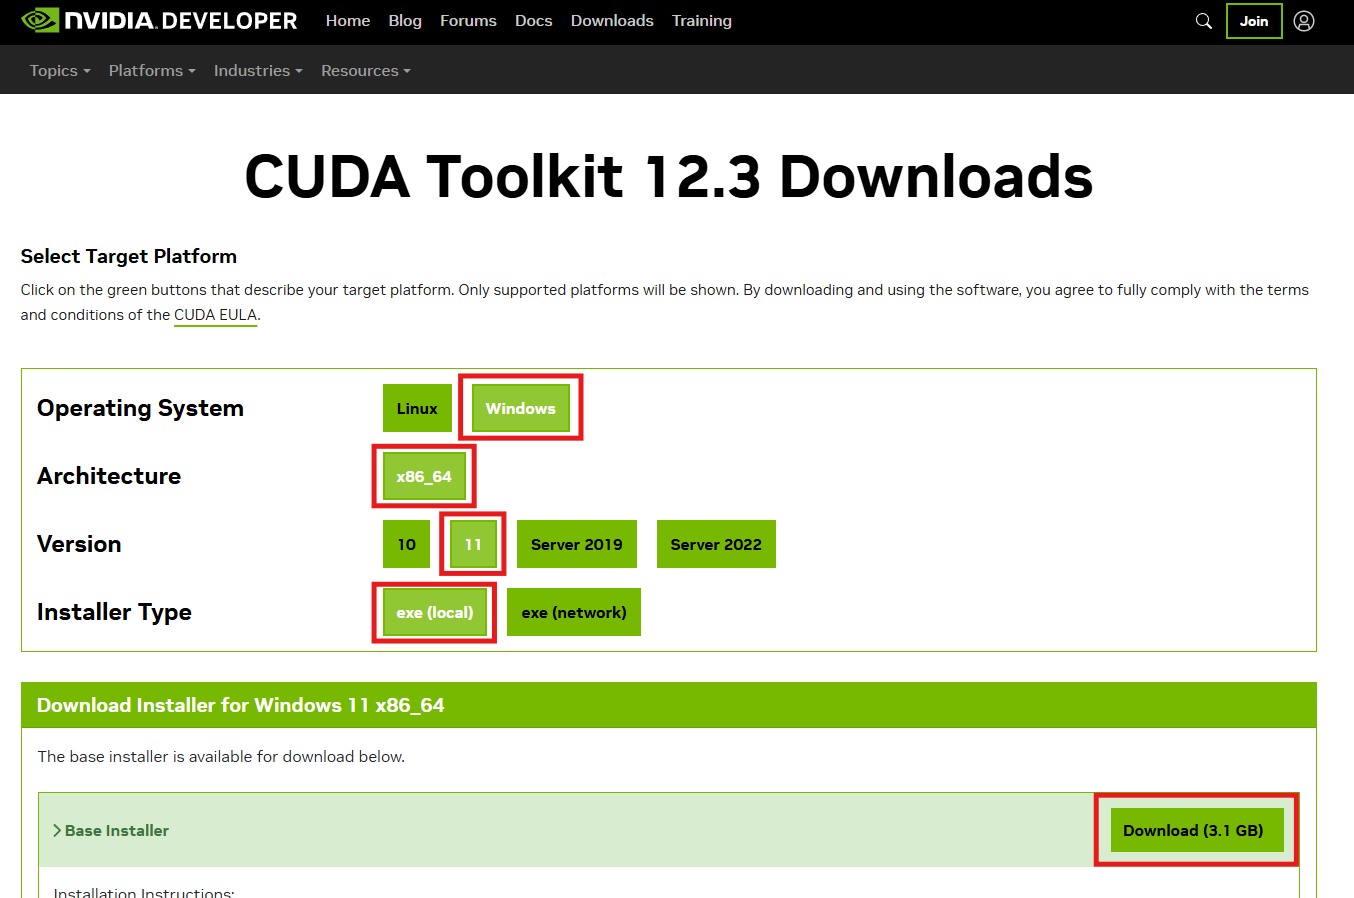 NVIDIA. DEVELOPER Home Blog Forums Docs Downloads Training Join
Topics Platforms Industries Resources
CUDA Toolkit 12.3 Downloads
Select Target Platform
Click on the green buttons that describe your target platform. Only supported platforms will be shown. By downloading and using the software, you agree to fully comply with the terms
and conditions of the CUDA EULA.
Operating System Linux Windows
Architecture x86_64
Version 10 11 Server 2019 Server 2022
Installer Type exe (local) exe (network)
Download Installer for Windows 11 x86_64
The base installer is available for download below.
Base Installer Download (3.1 GB)
Installation Instructions: